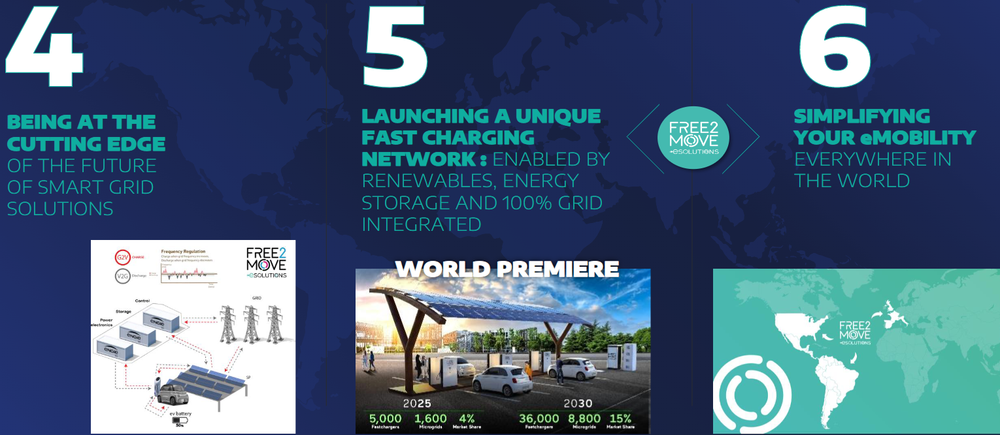 4
BEING AT THE
CUTTING EDGE
OF THE FUTURE
OF SMART GRID
SOLUTIONS
G2V CHARGE
V2G Discharge
Frequency Regulation
Charge when grid frequency increases,
Discharge when grid frequency decreases
FREE2
MOVE
eSOLUTIONS
GRID
Control
Storage
Power
electronics
ENGIE
ENGIE
ENGIE
SP
ev battery
50%
5
LAUNCHING A UNIQUE
FAST CHARGING
NETWORK : ENABLED BY
RENEWABLES, ENERGY
STORAGE AND 100% GRID
INTEGRATED
WORLD PREMIERE
2025
5,000 1,600 4%
Fastchargers Microgrids Market Share
2030
36,000 8,800 15%
Fastchargers Microgrids Market Share
FREE2
MOVE
eSOLUTIONS
6
SIMPLIFYING
YOUR eMOBILITY
EVERYWHERE IN
THE WORLD
FREE2
MOVE
eSOLUTIONS